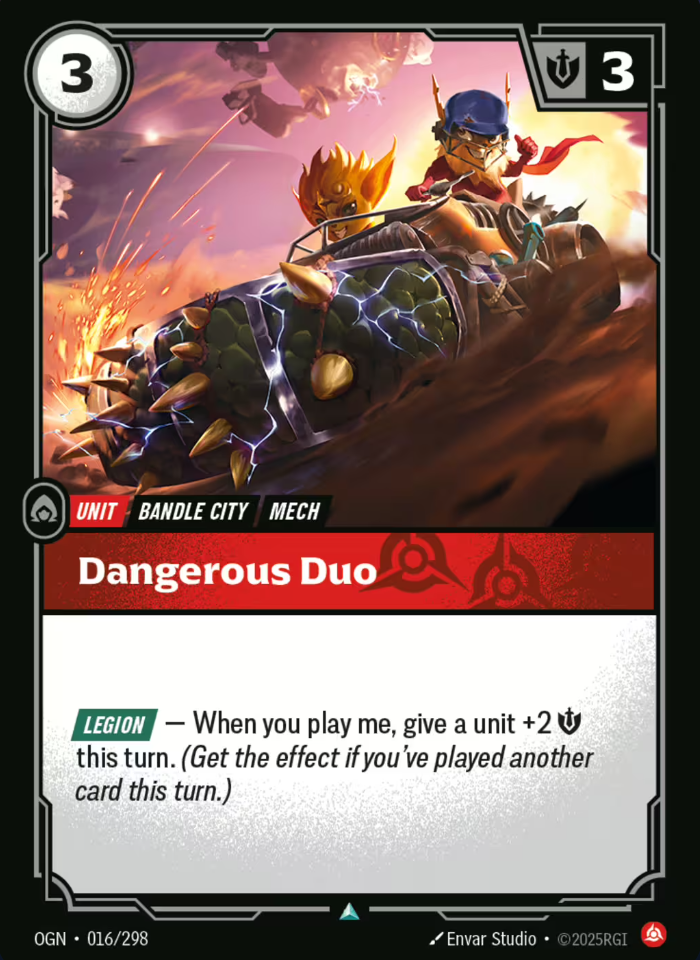 3
3
UNIT BANDLE CITY MECH
Dangerous Duo
LEGION — When you play me, give a unit +2
this turn. (Get the effect if you’ve played another
card this turn.)
OGN • 016/298
Envar Studio • ©2025RGI